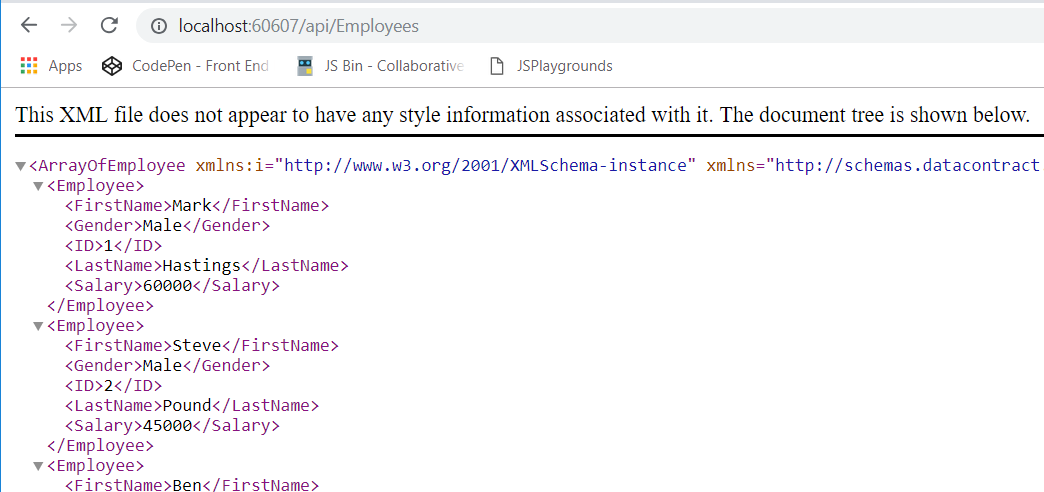 localhost:60607/api/Employees
Apps CodePen - Front End JS Bin - Collaborative JSPlaygrounds
This XML file does not appear to have any style information associated with it. The document tree is shown below.
<ArrayOfEmployee xmlns:i="http://www.w3.org/2001/XMLSchema-instance" xmlns="http://schemas.datacontract
<Employee>
<FirstName>Mark</FirstName>
<Gender>Male</Gender>
<ID>1</ID>
<LastName>Hastings</LastName>
<Salary>60000</Salary>
</Employee>
<Employee>
<FirstName>Steve</FirstName>
<Gender>Male</Gender>
<ID>2</ID>
<LastName>Pound</LastName>
<Salary>45000</Salary>
</Employee>
<Employee>
<FirstName>Ben</FirstName>